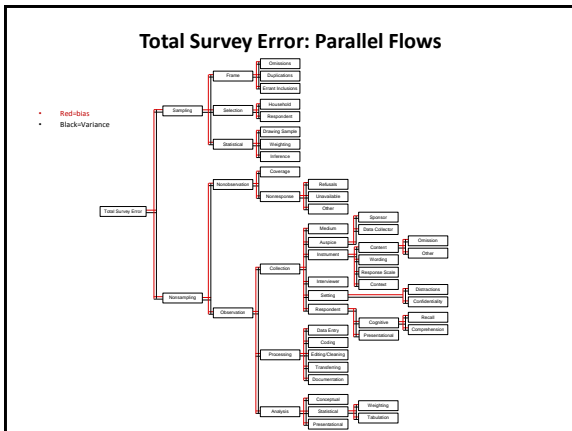 Total Survey Error: Parallel Flows
• Red=bias
• Black=Variance
Total Survey Error
Sampling
Frame
Omissions
Duplications
Errant Inclusions
Selection
Household
Respondent
Statistical
Drawing Sample
Weighting
Inference
Nonsampling
Nonobservation
Coverage
Nonresponse
Refusals
Unavailable
Other
Observation
Collection
Medium
Auspice
Sponsor
Data Collector
Instrument
Content
Omission
Other
Wording
Response Scale
Context
Interviewer
Setting
Distractions
Confidentiality
Respondent
Cognitive
Recall
Comprehension
Presentational
Processing
Data Entry
Coding
Editing/Cleaning
Transferring
Documentation
Analysis
Conceptual
Statistical
Weighting
Tabulation
Presentational